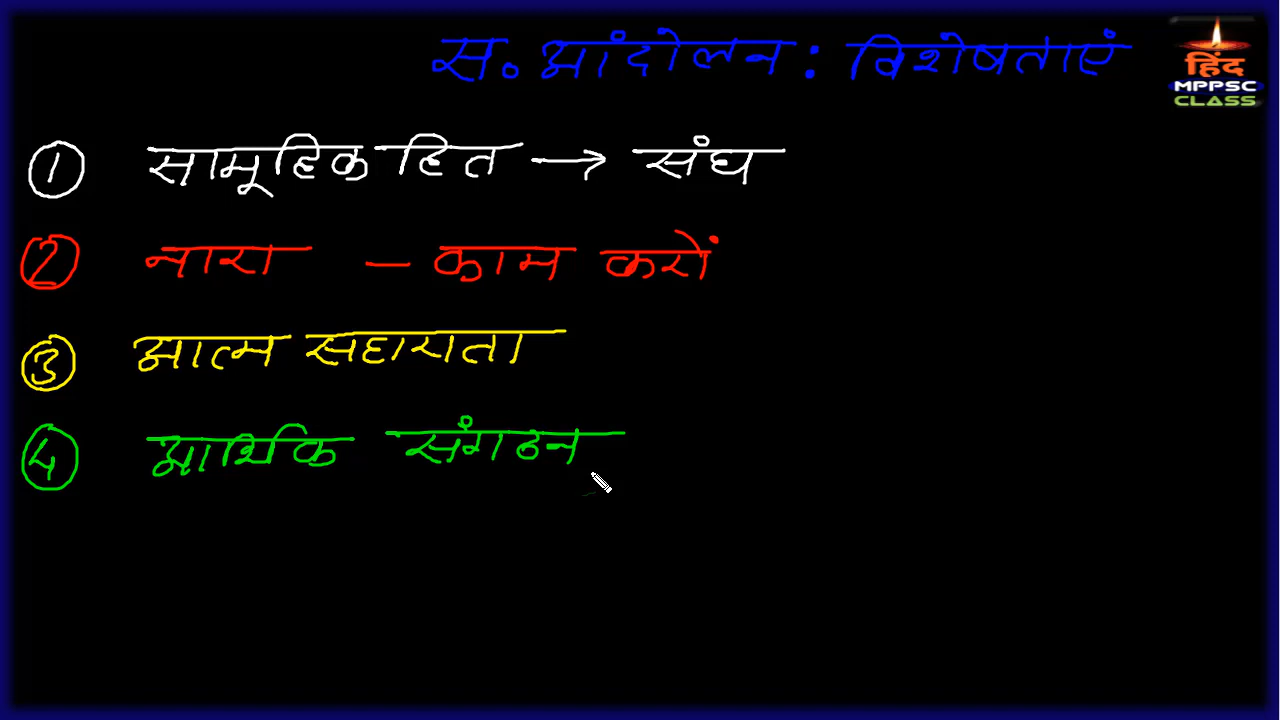 स. आंदोलन : विशेषताएं
हिंद
MPPSC
CLASS
① सामूहिक हित → संघ
② नारा – काम करों
③ आत्म सहायता
④ आर्थिक संगठन